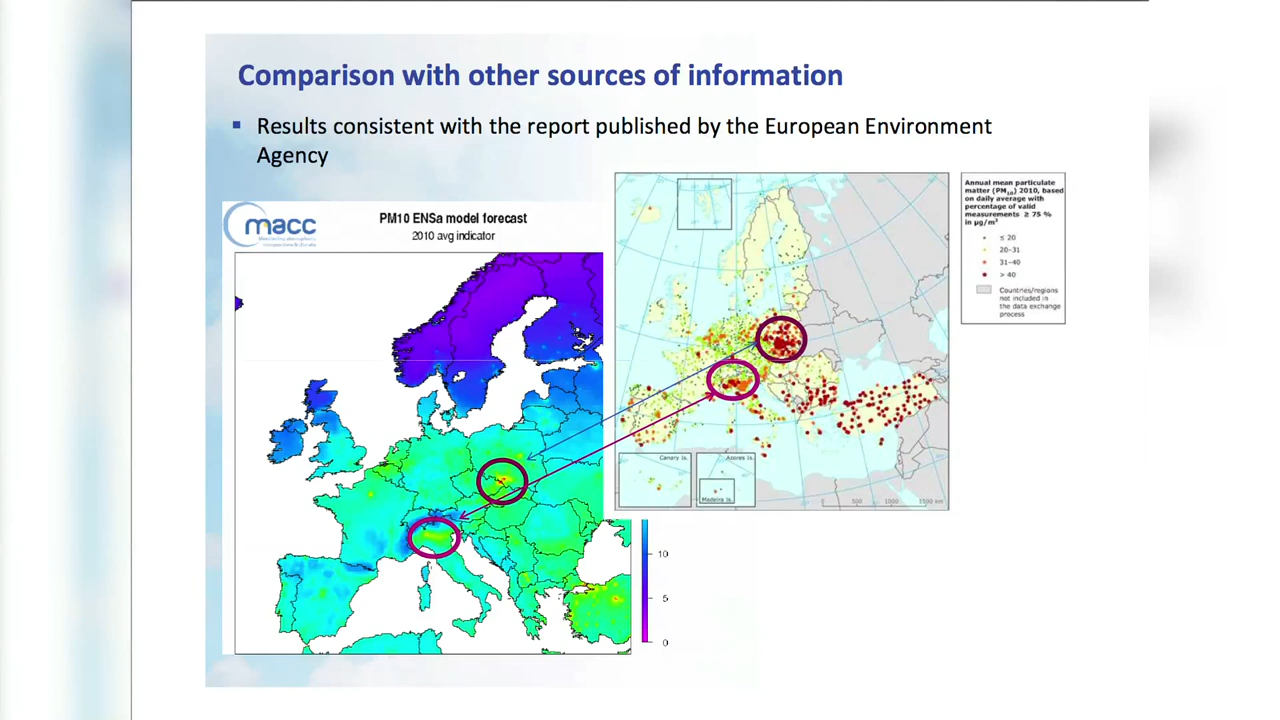 Comparison with other sources of information
▪ Results consistent with the report published by the European Environment
Agency
macc
PM10 ENSa model forecast
2010 avg indicator
10
5
0
Annual mean particulate
matter (PM₁₀) 2010, based
on daily average with
percentage of valid
measurements ≥ 75 %
in µg/m³
≤ 20
20–31
31–40
> 40
Countries/regions
not included in
the data exchange
process
Canary Is.
Azores Is.
Madeira Is.
500
1000